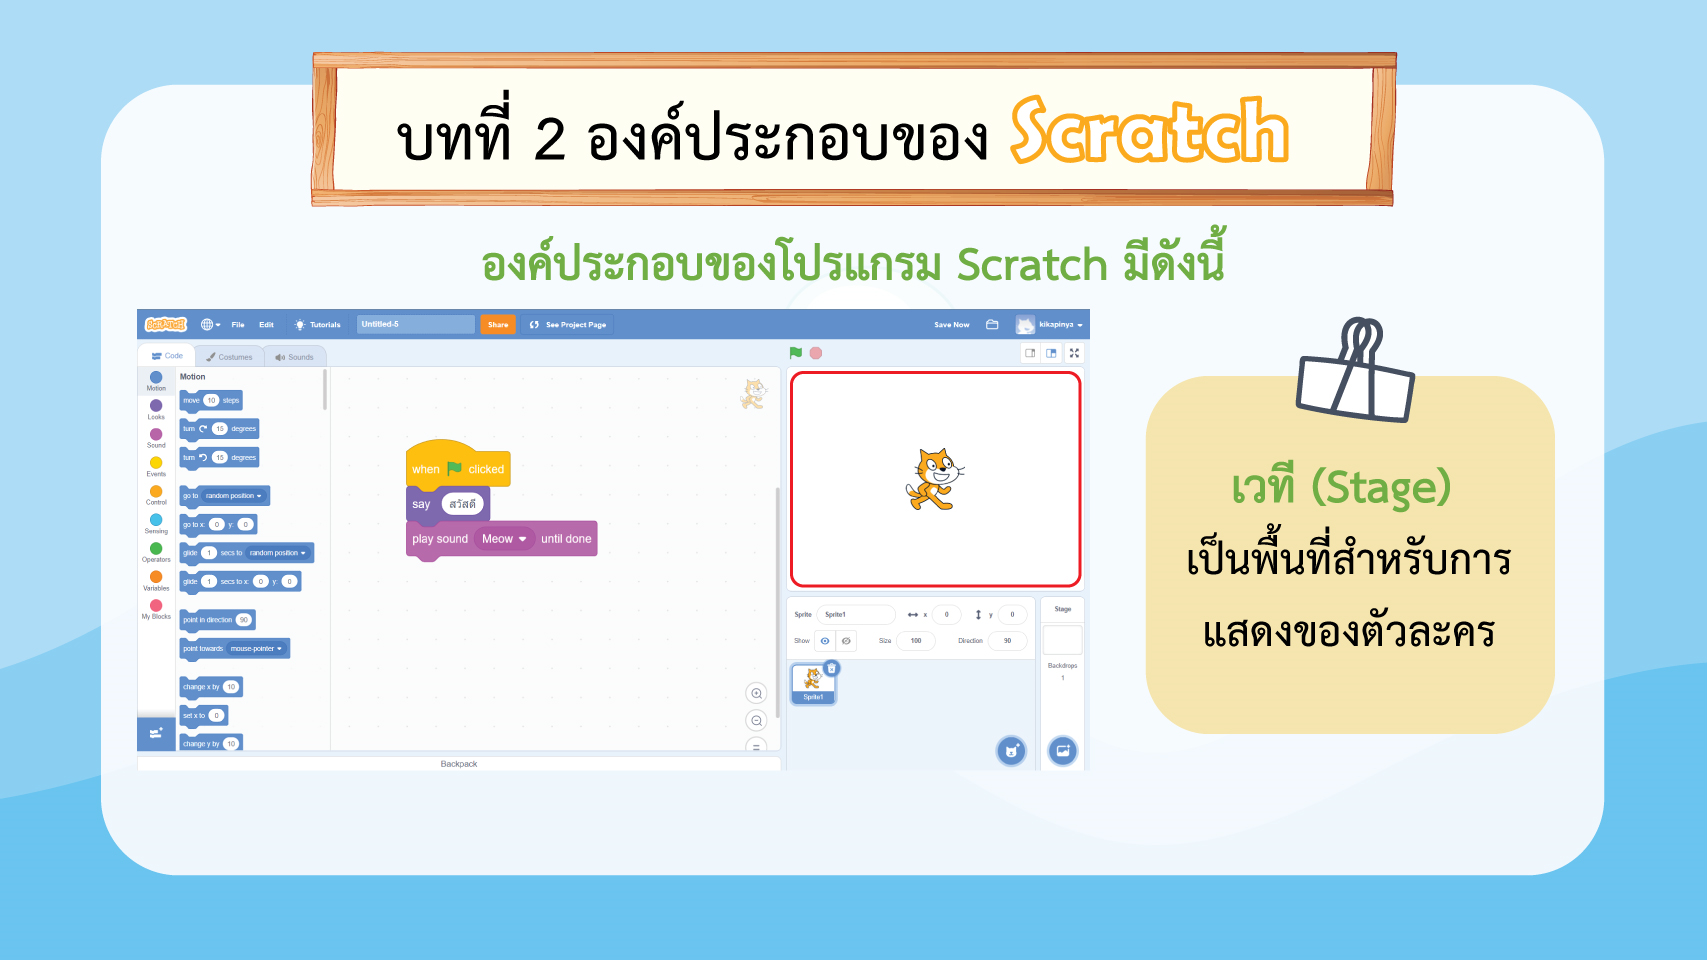 บทที่ 2 องค์ประกอบของ Scratch
องค์ประกอบของโปรแกรม Scratch มีดังนี้
SCRATCH File Edit Tutorials Untitled-5 Share See Project Page Save Now kikapinya
Code Costumes Sounds
Motion
Looks
Sound
Events
Control
Sensing
Operators
Variables
My Blocks
Motion
move 10 steps
turn 15 degrees
turn 15 degrees
go to random position
go to x: 0 y: 0
glide 1 secs to random position
glide 1 secs to x: 0 y: 0
point in direction 90
point towards mouse-pointer
change x by 10
set x to 0
change y by 10
when clicked
say สวัสดี
play sound Meow until done
Backpack
Sprite Sprite1 x 0 y 0
Show Size 100 Direction 90
Sprite1
Stage
Backdrops
1
เวที (Stage)
เป็นพื้นที่สำหรับการ
แสดงของตัวละคร